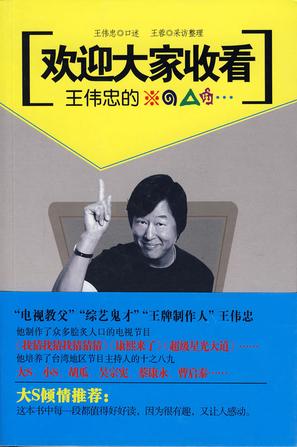 王伟忠 口述 王蓉 采访整理
欢迎大家收看
王伟忠的※…
“电视教父”“综艺鬼才”“王牌制作人”王伟忠
他制作了众多脍炙人口的电视节目
《我猜我猜我猜猜猜》《康熙来了》《超级星光大道》……
他培养了台湾地区节目主持人的十之八九
大S 小S 胡瓜 吴宗宪 蔡康永 曾启泰……
大S倾情推荐：
这本书中每一段都值得好好读，因为很有趣，又让人感动。